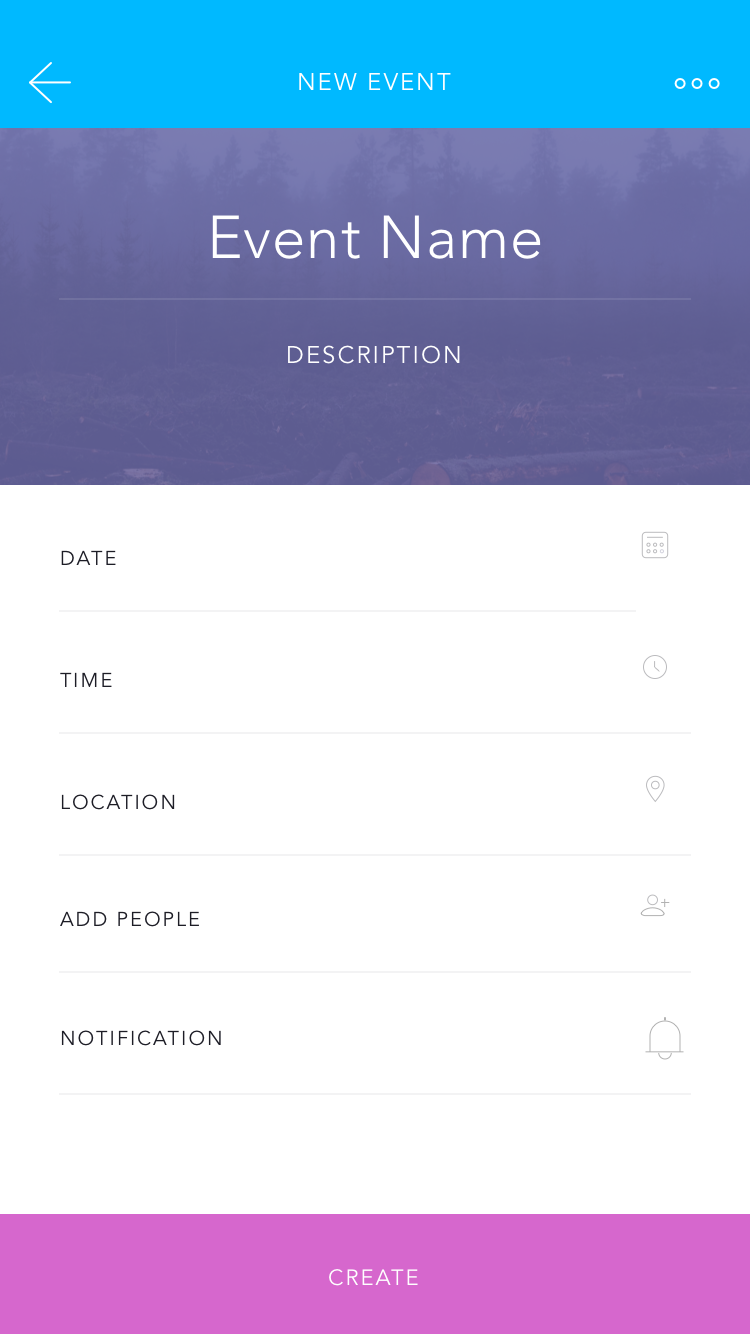 NEW EVENT
Event Name
DESCRIPTION
DATE
TIME
LOCATION
ADD PEOPLE
NOTIFICATION
CREATE